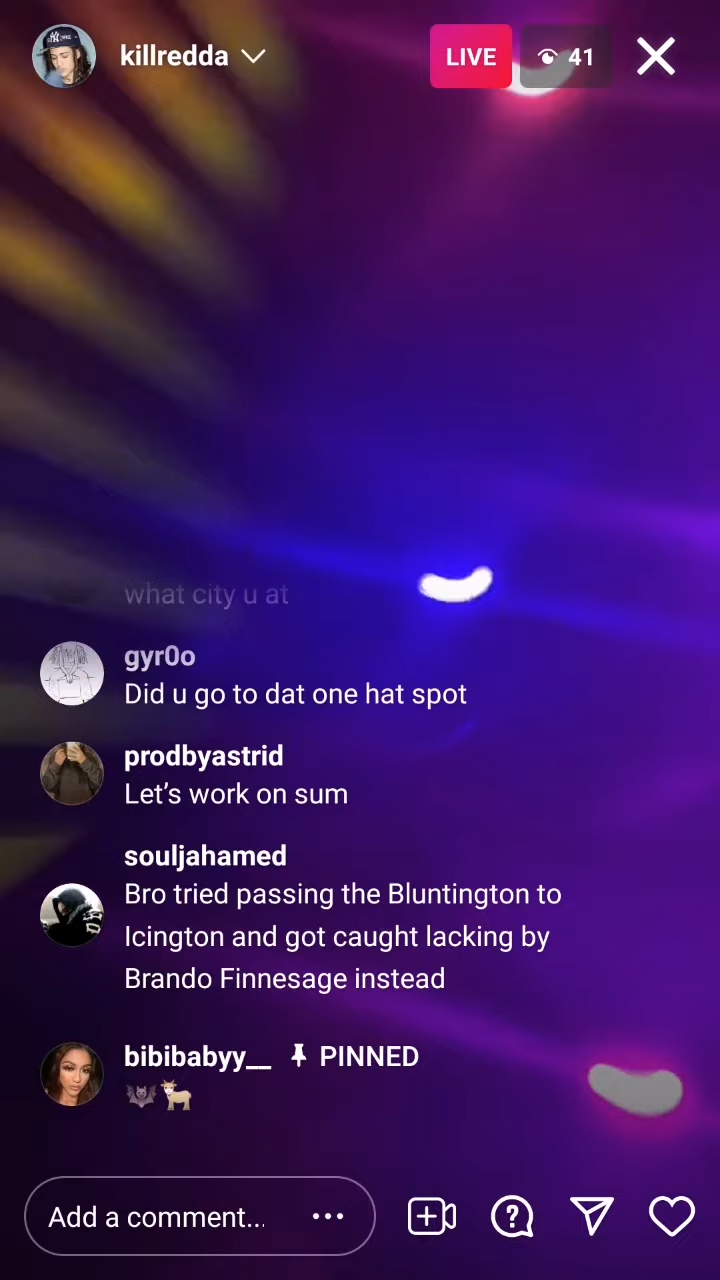 killredda
LIVE
41
what city u at
gyr0o
Did u go to dat one hat spot
prodbyastrid
Let’s work on sum
souljahamed
Bro tried passing the Bluntington to
Icington and got caught lacking by
Brando Finnesage instead
bibibabyy__ PINNED
🦇🐐
Add a comment...